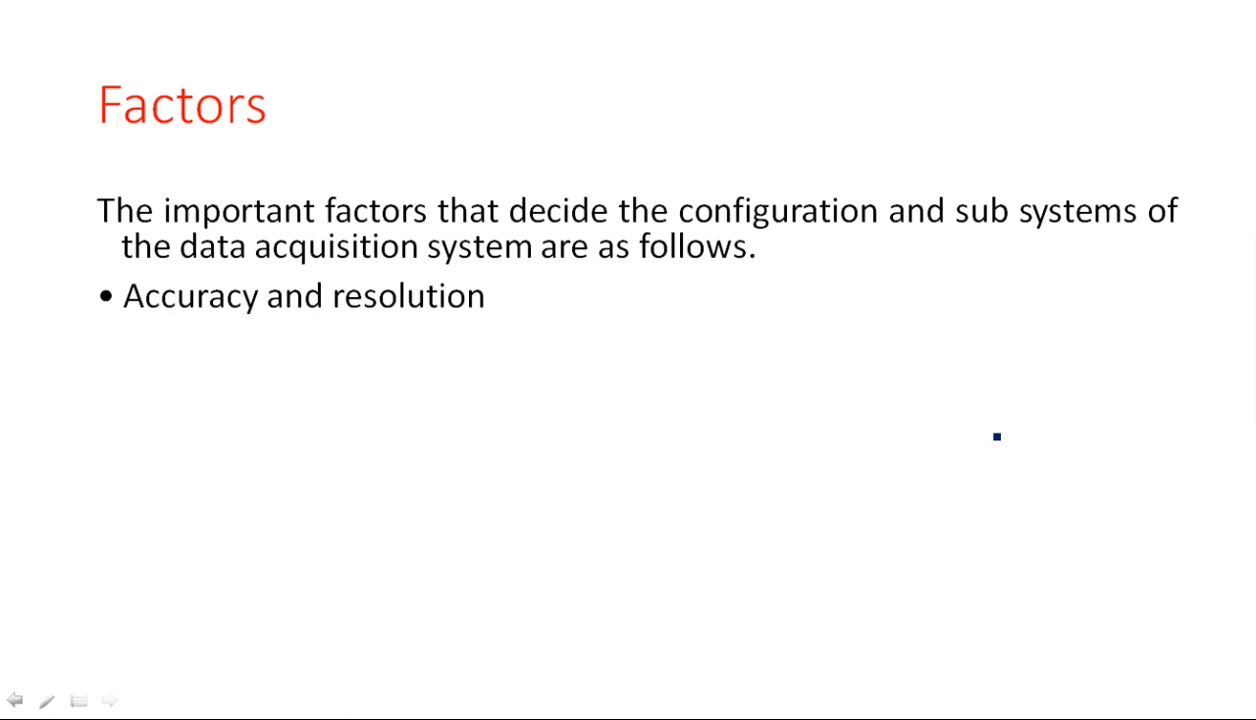 Factors
The important factors that decide the configuration and sub systems of
the data acquisition system are as follows.
• Accuracy and resolution